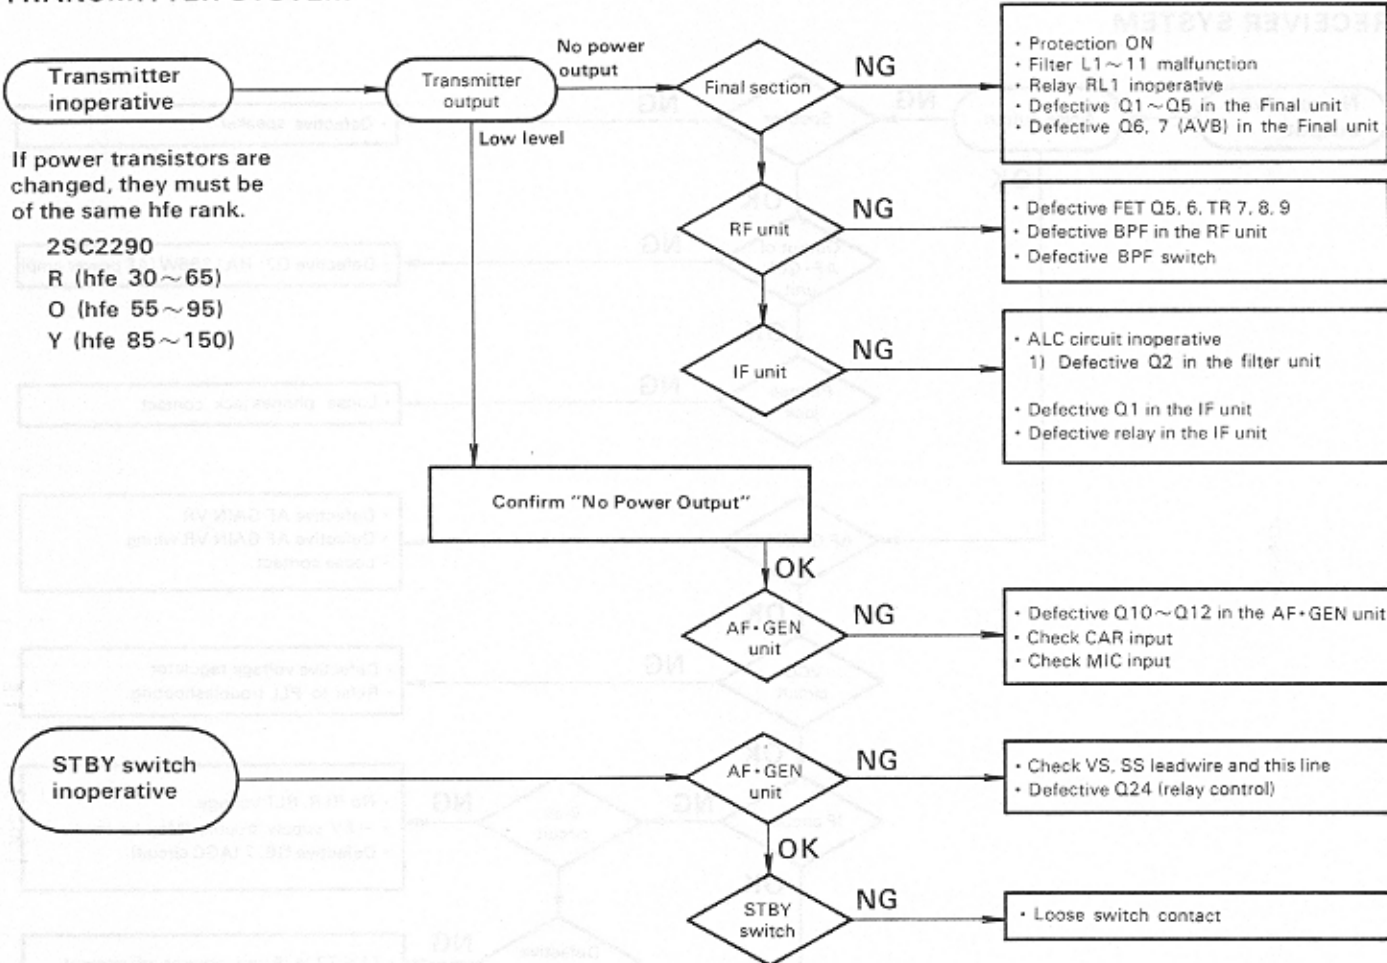 Transmitter
inoperative
Transmitter
output
No power
output
Low level
Final section
NG
· Protection ON
· Filter L1~11 malfunction
· Relay RL1 inoperative
· Defective Q1~Q5 in the Final unit
· Defective Q6, 7 (AVB) in the Final unit
If power transistors are
changed, they must be
of the same hfe rank.
2SC2290
R (hfe 30~65)
O (hfe 55~95)
Y (hfe 85~150)
RF unit
NG
· Defective FET Q5, 6, TR 7, 8, 9
· Defective BPF in the RF unit
· Defective BPF switch
IF unit
NG
· ALC circuit inoperative
1) Defective Q2 in the filter unit
· Defective Q1 in the IF unit
· Defective relay in the IF unit
Confirm "No Power Output"
OK
AF·GEN
unit
NG
· Defective Q10~Q12 in the AF·GEN unit
· Check CAR input
· Check MIC input
STBY switch
inoperative
AF·GEN
unit
NG
· Check VS, SS leadwire and this line
· Defective Q24 (relay control)
OK
STBY
switch
NG
· Loose switch contact